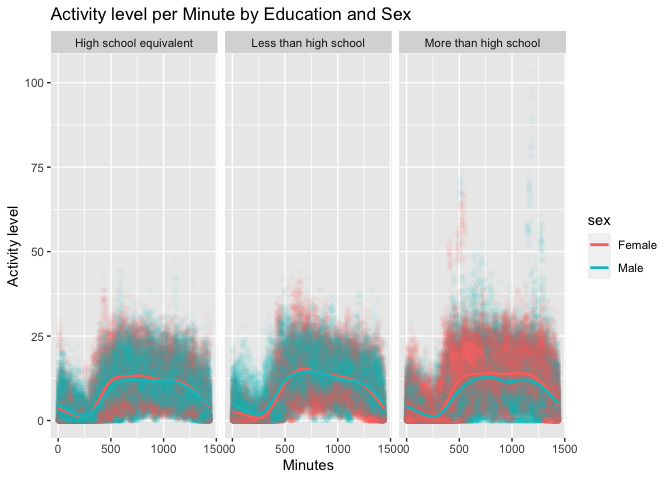 Activity level per Minute by Education and Sex
High school equivalent
Less than high school
More than high school
100
75
50
25
0
Activity level
0 500 1000 1500
0 500 1000 1500
0 500 1000 1500
Minutes
sex
Female
Male